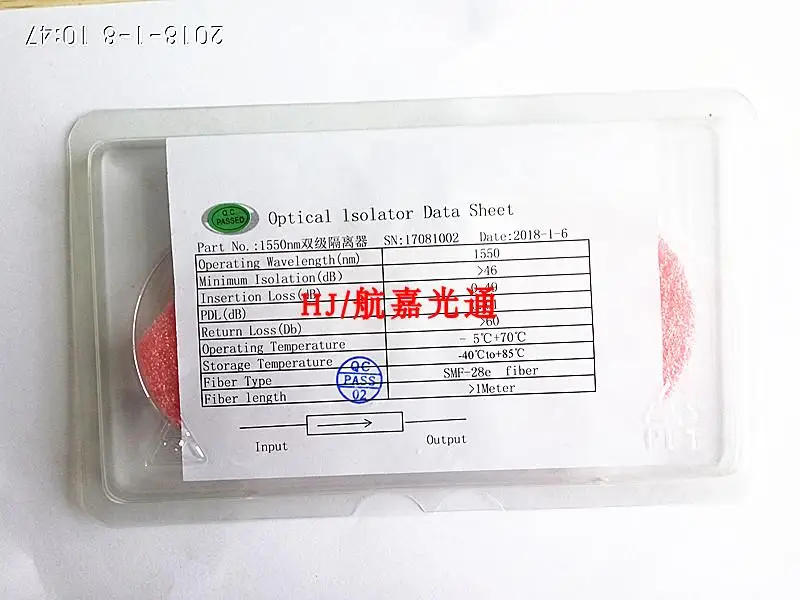 2018-1-8 10:47
Q.C
PASSED
Optical Isolator Data Sheet
Part No.:1550nm双级隔离器 SN:17081002 Date:2018-1-6
Operating Wavelength(nm) 1550
Minimum Isolation(dB) >46
Insertion Loss(dB)
HJ/航嘉光通
PDL(dB)
Return Loss(Db) >60
Operating Temperature - 5℃+70℃
Storage Temperature -40℃to+85℃
Fiber Type SMF-28e fiber
Fiber length >1Meter
QC
PASS
02
Input Output